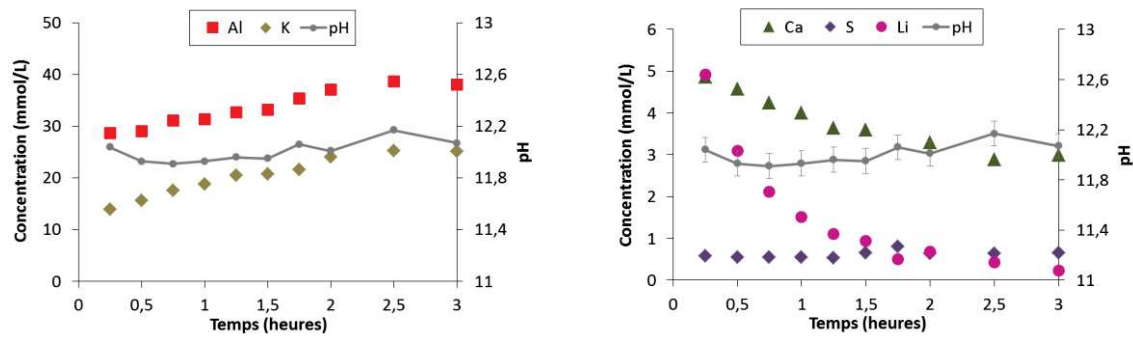 Al K pH
Concentration (mmol/L)
50
40
30
20
10
0
13
12,6
12,2
11,8
11,4
11
pH
0 0,5 1 1,5 2 2,5 3
Temps (heures)
Ca S Li pH
Concentration (mmol/L)
6
5
4
3
2
1
0
13
12,6
12,2
11,8
11,4
11
pH
0 0,5 1 1,5 2 2,5 3
Temps (heures)